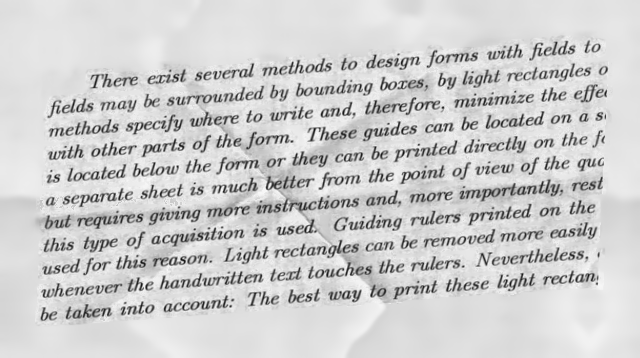 There exist several methods to design forms with fields to
fields may be surrounded by bounding boxes, by light rectangles
methods specify where to write and, therefore, minimize the
with other parts of the form. These guides can be located on a
is located below the form or they can be printed directly on the
a separate sheet is much better from the point of view of the
but requires giving more instructions and, more importantly,
this type of acquisition is used. Guiding rulers printed on the
used for this reason. Light rectangles can be removed more easily
whenever the handwritten text touches the rulers. Nevertheless,
be taken into account: The best way to print these light